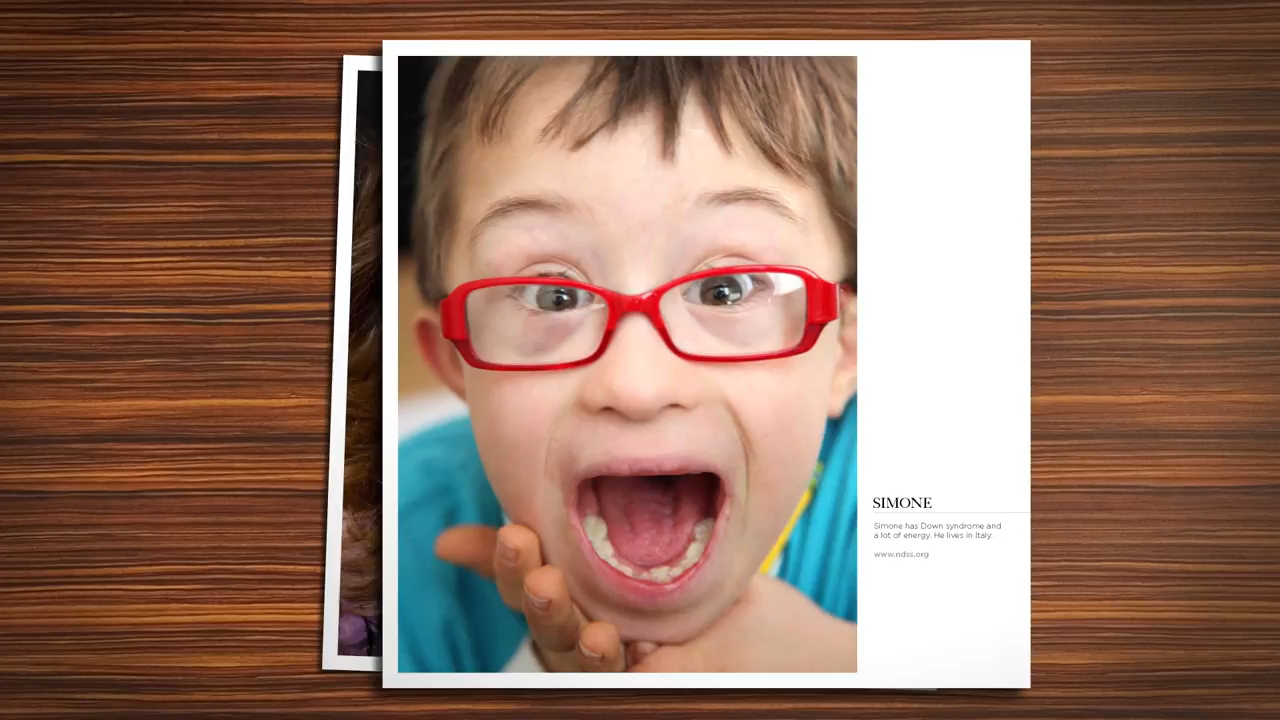 SIMONE
Simone has Down syndrome and
a lot of energy. He lives in Italy.
www.ndss.org